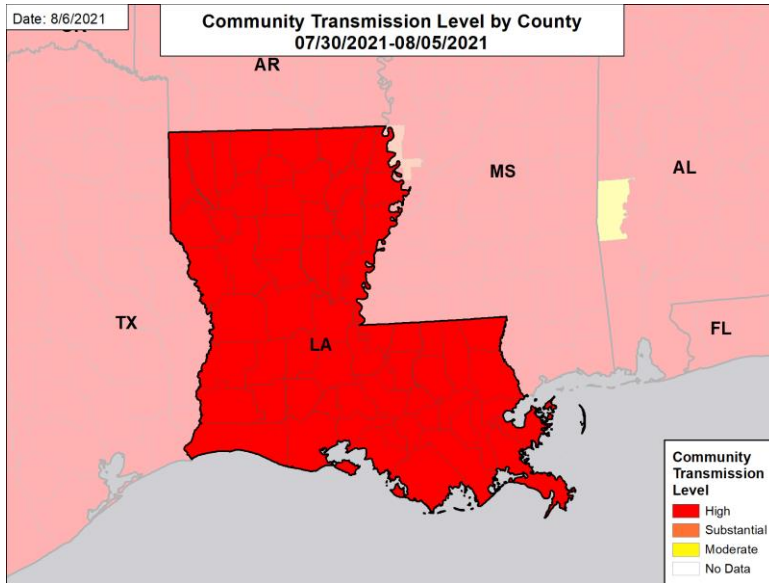 Date: 8/6/2021
Community Transmission Level by County
07/30/2021-08/05/2021
AR
MS
AL
TX
LA
FL
Community
Transmission
Level
High
Substantial
Moderate
No Data